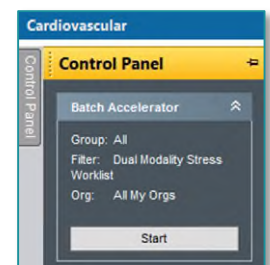 Cardiovascular
Control Panel
Control Panel
Batch Accelerator
Group: All
Filter: Dual Modality Stress
Worklist
Org: All My Orgs
Start